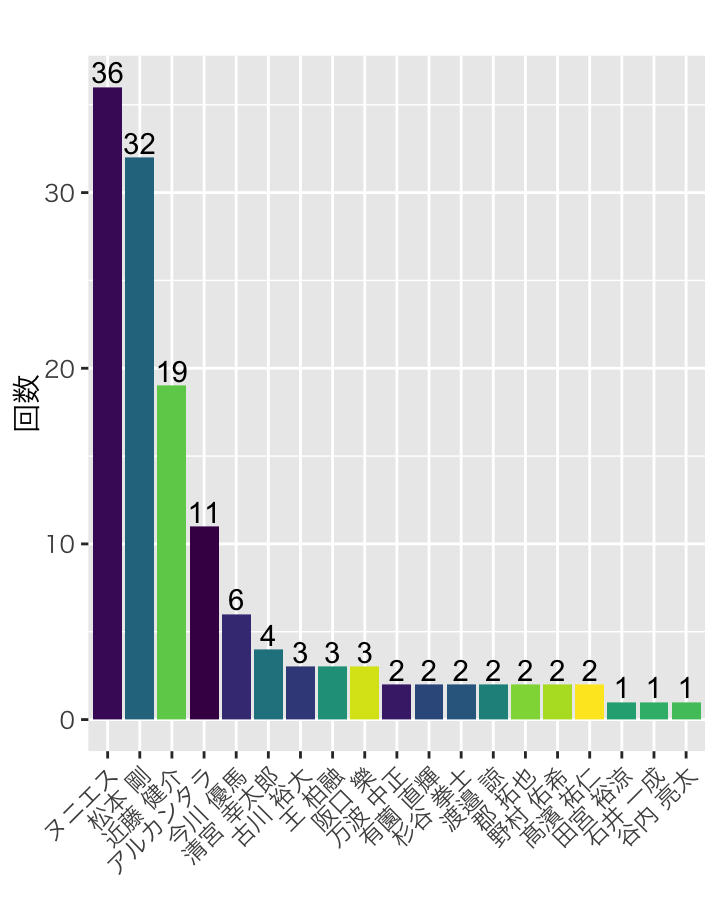 36
32
19
11
6
4
3
3
3
2
2
2
2
2
2
2
1
1
1
30
20
10
0
回数
ヌニエス
松本 剛
近藤 健介
アルカンタラ
今川 優馬
清宮 幸太郎
古川 裕大
王 柏融
阪口 樂
万波 中正
有薗 直輝
杉谷 拳士
渡邉 諒
郡 拓也
野村 佑希
高濱 祐仁
田宮 裕涼
石井 一成
谷内 亮太